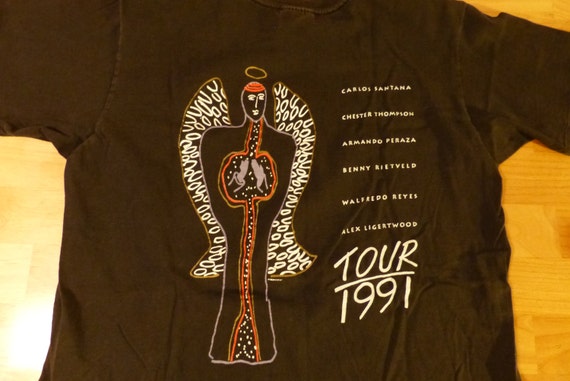 CARLOS SANTANA
CHESTER THOMPSON
ARMANDO PERAZA
BENNY RIETVELD
WALFREDO REYES
ALEX LIGERTWOOD
TOUR
1991